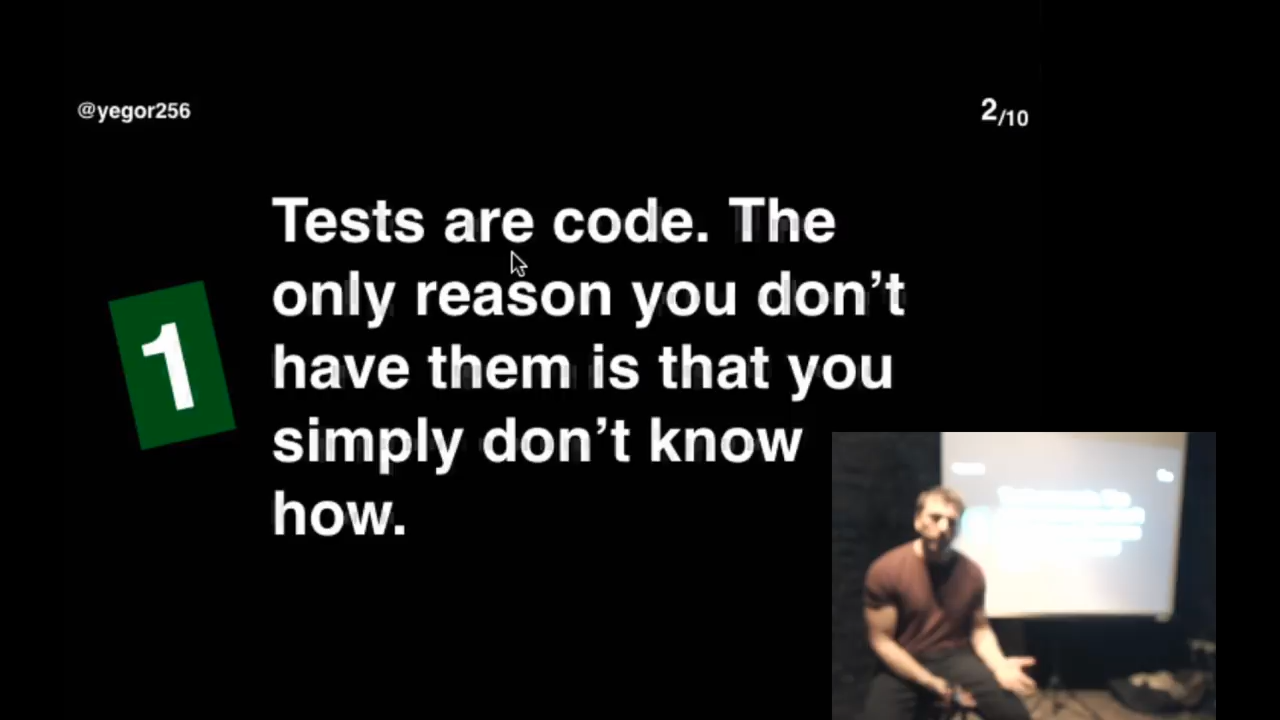 @yegor256
2/10
1
Tests are code. The
only reason you don’t
have them is that you
simply don’t know
how.